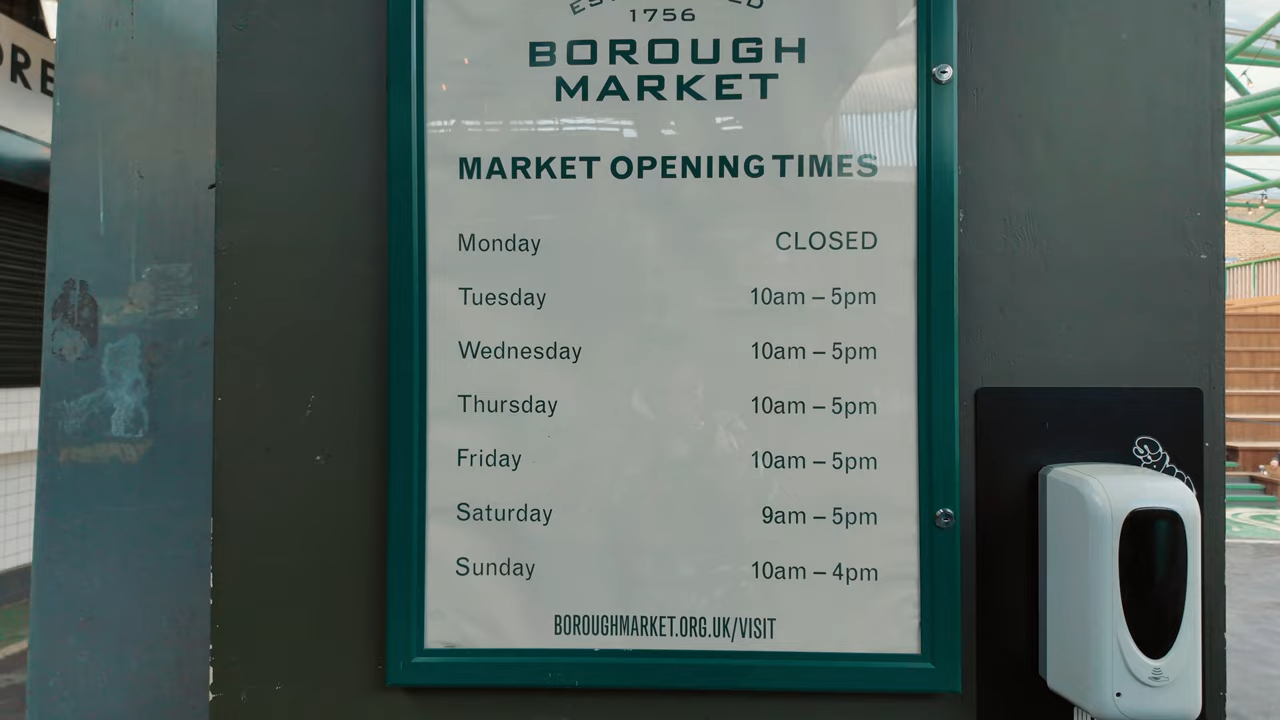 1756
BOROUGH
MARKET
MARKET OPENING TIMES
Monday CLOSED
Tuesday 10am – 5pm
Wednesday 10am – 5pm
Thursday 10am – 5pm
Friday 10am – 5pm
Saturday 9am – 5pm
Sunday 10am – 4pm
BOROUGHMARKET.ORG.UK/VISIT